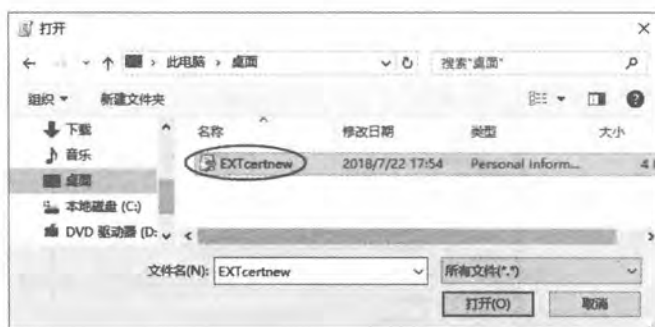 打开
此电脑 › 桌面
搜索"桌面"
组织
新建文件夹
下载
音乐
桌面
本地磁盘 (C:)
DVD 驱动器 (D:
名称
修改日期
类型
大小
EXTcertnew
2018/7/22 17:54
Personal Inform...
4
文件名(N):
EXTcertnew
所有文件(*.*)
打开(O)
取消